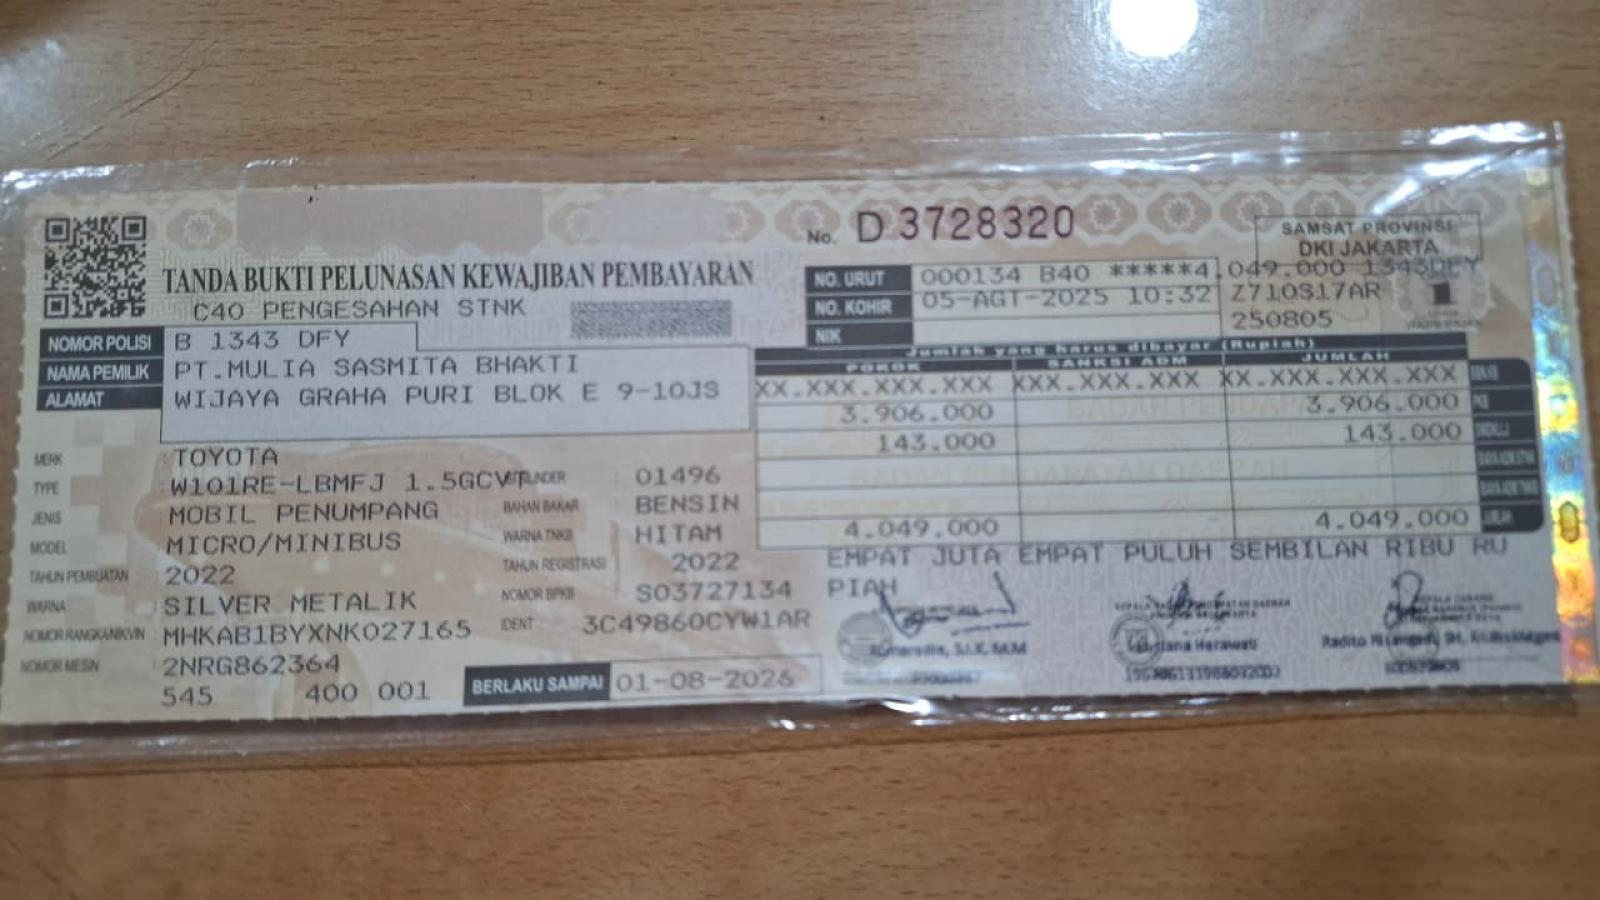 No. D 3728320
SAMSAT PROVINSI
DKI JAKARTA
TANDA BUKTI PELUNASAN KEWAJIBAN PEMBAYARAN
C40 PENGESAHAN STNK
NO. URUT 000134 B40 *****4.049.000 1343DFY
NO. KOHIR 05-AGT-2025 10:32 Z710S17AR
NIK 250805
NOMOR POLISI B 1343 DFY
NAMA PEMILIK PT.MULIA SASMITA BHAKTI
ALAMAT WIJAYA GRAHA PURI BLOK E 9-10JS
Jumlah yang harus dibayar (Rupiah)
POKOK SANKSI ADM JUMLAH
XX.XXX.XXX.XXX XXX.XXX.XXX XX.XXX.XXX.XXX
3.906.000 3.906.000 PKB
143.000 143.000
4.049.000 4.049.000 JUMLAH
EMPAT JUTA EMPAT PULUH SEMBILAN RIBU RU
PIAH
MERK : TOYOTA
TYPE : W101RE-LBMFJ 1.5GCVT
JENIS : MOBIL PENUMPANG
MODEL : MICRO/MINIBUS
TAHUN PEMBUATAN : 2022
WARNA : SILVER METALIK
NOMOR RANGKA/NIK/VIN : MHKAB1BYXNK027165
NOMOR MESIN : 2NRG862364
545 400 001
: 01496
BAHAN BAKAR : BENSIN
WARNA TNKB : HITAM
TAHUN REGISTRASI : 2022
NOMOR BPKB : S03727134
IDENT : 3C49860CYW1AR
BERLAKU SAMPAI 01-08-2026
S.I.K, M.M
Herawati
Radito